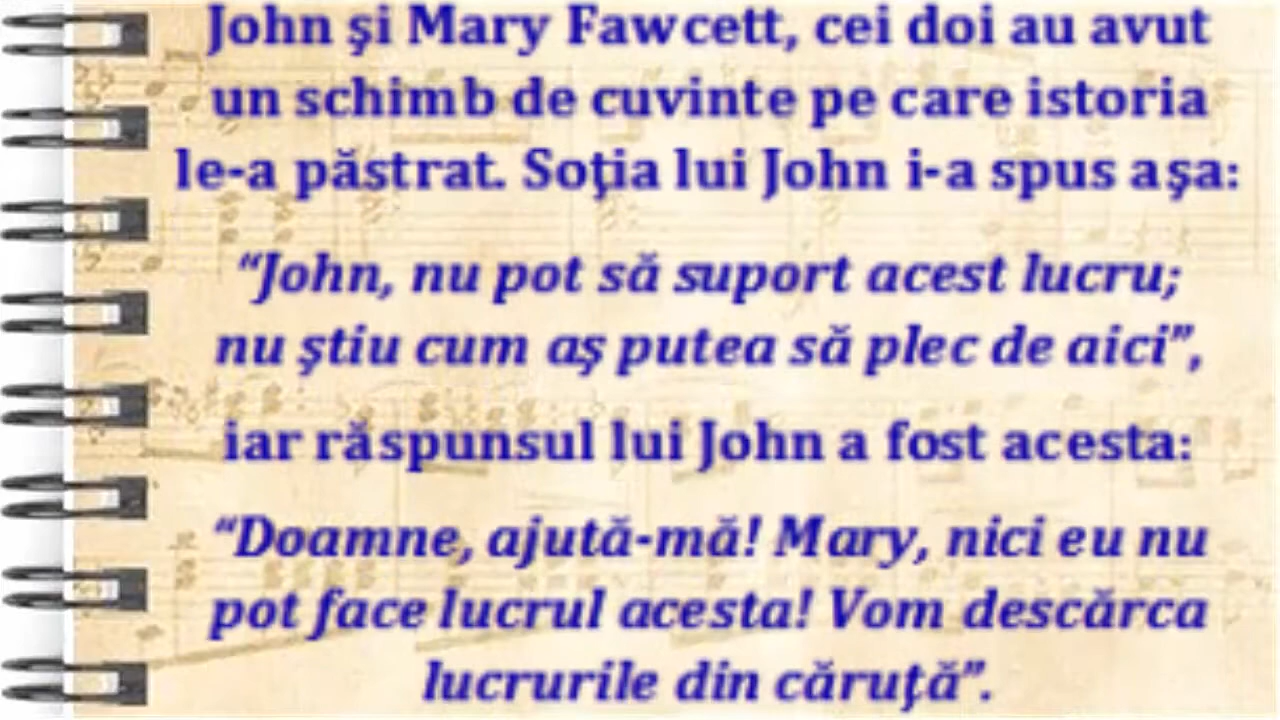 John şi Mary Fawcett, cei doi au avut
un schimb de cuvinte pe care istoria
le-a păstrat. Soţia lui John i-a spus aşa:
“John, nu pot să suport acest lucru;
nu ştiu cum aş putea să plec de aici”,
iar răspunsul lui John a fost acesta:
“Doamne, ajută-mă! Mary, nici eu nu
pot face lucrul acesta! Vom descărca
lucrurile din căruţă”.